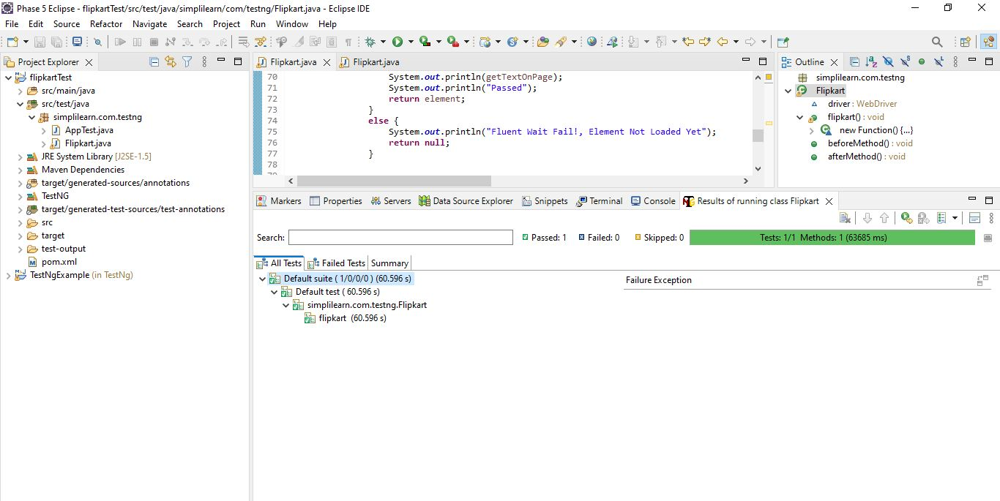 Phase 5 Eclipse - flipkartTest/src/test/java/simplilearn/com/testng/Flipkart.java - Eclipse IDE
File Edit Source Refactor Navigate Search Project Run Window Help
Project Explorer
flipkartTest
src/main/java
src/test/java
simplilearn.com.testng
AppTest.java
Flipkart.java
JRE System Library [J2SE-1.5]
Maven Dependencies
target/generated-sources/annotations
TestNG
target/generated-test-sources/test-annotations
src
target
test-output
pom.xml
TestNgExample (in TestNG)
Flipkart.java Flipkart.java
70 System.out.println(getTextOnPage);
71 System.out.println("Passed");
72 return element;
73 }
74 else {
75 System.out.println("Fluent Wait Fail!, Element Not Loaded Yet");
76 return null;
77 }
78
Outline
simplilearn.com.testng
Flipkart
driver : WebDriver
flipkart() : void
new Function() {...}
beforeMethod() : void
afterMethod() : void
Markers Properties Servers Data Source Explorer Snippets Terminal Console Results of running class Flipkart
Search: Passed: 1 Failed: 0 Skipped: 0 Tests: 1/1 Methods: 1 (63685 ms)
All Tests Failed Tests Summary
Default suite ( 1/0/0/0 ) (60.596 s)
Default test ( 60.596 s)
simplilearn.com.testng.Flipkart
flipkart (60.596 s)
Failure Exception